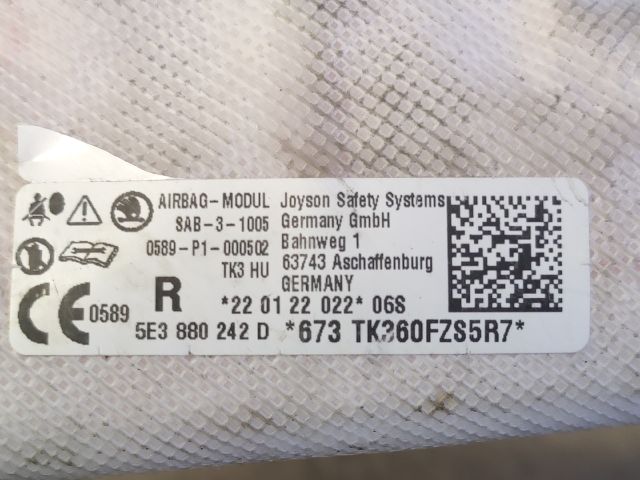 AIRBAG-MODUL
SAB-3-1005
0589-P1-000502
TK3 HU
Joyson Safety Systems
Germany GmbH
Bahnweg 1
63743 Aschaffenburg
GERMANY
CE 0589
R
*22 01 22 022* 06S
5E3 880 242 D *673 TK360FZS5R7*